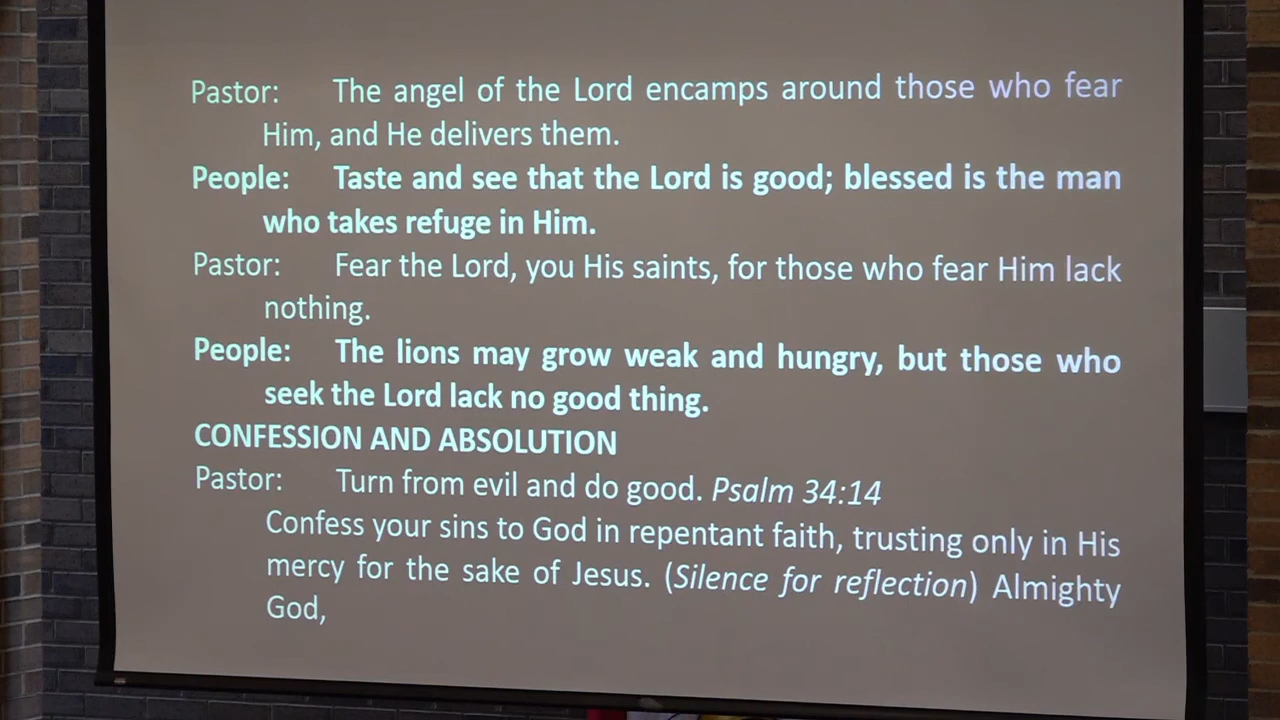 Pastor: The angel of the Lord encamps around those who fear
Him, and He delivers them.
People: Taste and see that the Lord is good; blessed is the man
who takes refuge in Him.
Pastor: Fear the Lord, you His saints, for those who fear Him lack
nothing.
People: The lions may grow weak and hungry, but those who
seek the Lord lack no good thing.
CONFESSION AND ABSOLUTION
Pastor: Turn from evil and do good. Psalm 34:14
Confess your sins to God in repentant faith, trusting only in His
mercy for the sake of Jesus. (Silence for reflection) Almighty
God,